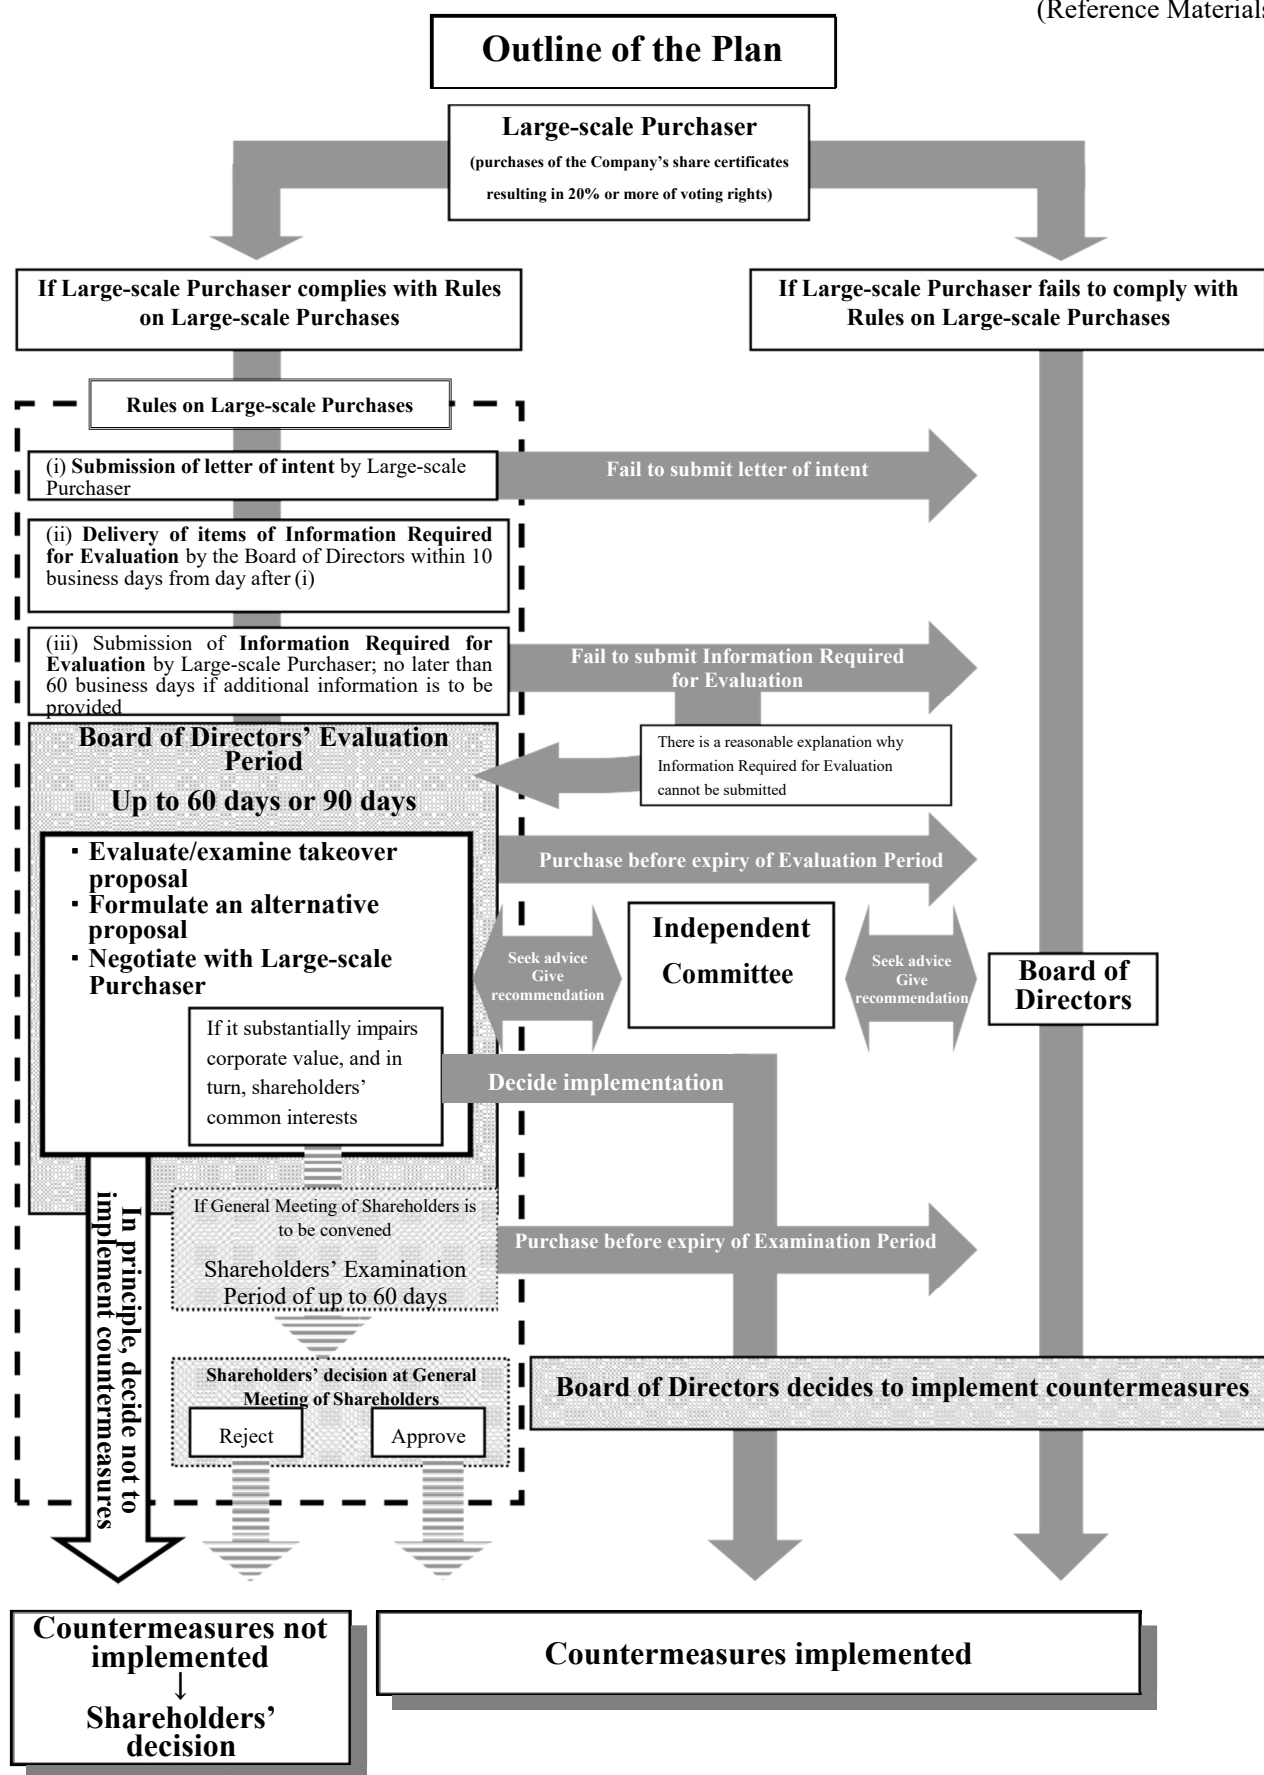 (Reference Materials
Outline of the Plan
Large-scale Purchaser
(purchases of the Company’s share certificates
resulting in 20% or more of voting rights)
If Large-scale Purchaser complies with Rules
on Large-scale Purchases
If Large-scale Purchaser fails to comply with
Rules on Large-scale Purchases
Rules on Large-scale Purchases
(i) Submission of letter of intent by Large-scale
Purchaser
Fail to submit letter of intent
(ii) Delivery of items of Information Required
for Evaluation by the Board of Directors within 10
business days from day after (i)
(iii) Submission of Information Required for
Evaluation by Large-scale Purchaser; no later than
60 business days if additional information is to be
provided
Fail to submit Information Required
for Evaluation
There is a reasonable explanation why
Information Required for Evaluation
cannot be submitted
Board of Directors’ Evaluation
Period
Up to 60 days or 90 days
▪ Evaluate/examine takeover
proposal
▪ Formulate an alternative
proposal
▪ Negotiate with Large-scale
Purchaser
Purchase before expiry of Evaluation Period
Seek advice
Give
recommendation
Independent
Committee
Seek advice
Give
recommendation
Board of
Directors
If it substantially impairs
corporate value, and in
turn, shareholders’
common interests
Decide implementation
In principle, decide not to
implement countermeasures
If General Meeting of Shareholders is
to be convened
Shareholders’ Examination
Period of up to 60 days
Purchase before expiry of Examination Period
Shareholders’ decision at General
Meeting of Shareholders
Reject
Approve
Board of Directors decides to implement countermeasures
Countermeasures not
implemented
↓
Shareholders’
decision
Countermeasures implemented